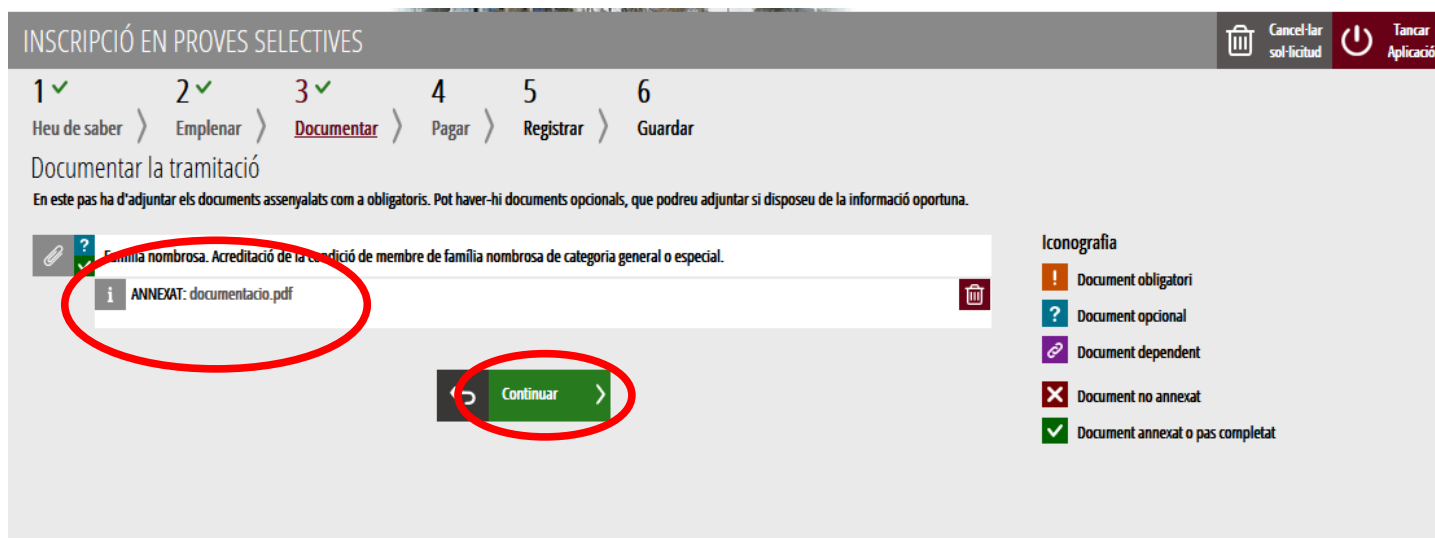 INSCRIPCIÓ EN PROVES SELECTIVES
Cancel·lar
sol·licitud
Tancar
Aplicació
1
2
3
4
5
6
Heu de saber
Emplenar
Documentar
Pagar
Registrar
Guardar
Documentar la tramitació
En este pas ha d'adjuntar els documents assenyalats com a obligatoris. Pot haver-hi documents opcionals, que podreu adjuntar si disposeu de la informació oportuna.
? Família nombrosa. Acreditació de la condició de membre de família nombrosa de categoria general o especial.
i ANNEXAT: documentacio.pdf
Continuar
Iconografia
! Document obligatori
? Document opcional
Document dependent
Document no annexat
Document annexat o pas completat